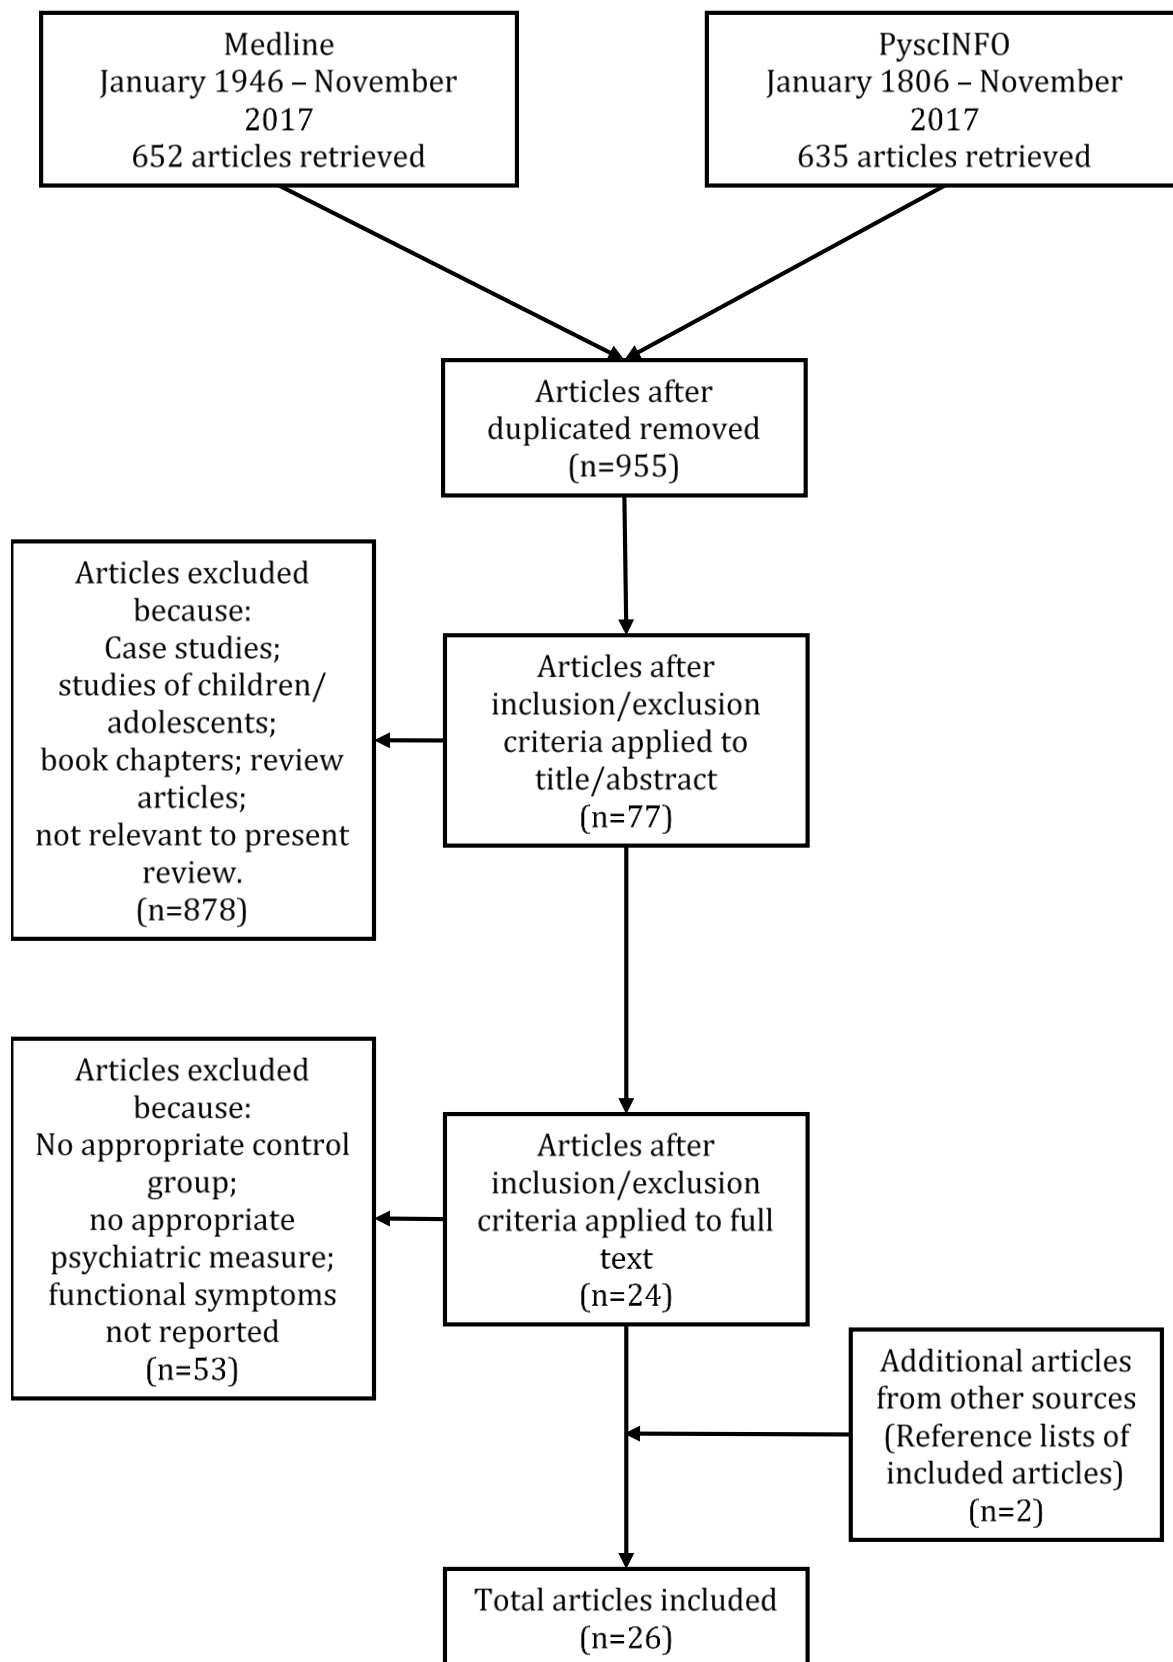 Medline
January 1946 – November
2017
652 articles retrieved
PyscINFO
January 1806 – November
2017
635 articles retrieved
Articles after
duplicated removed
(n=955)
Articles excluded
because:
Case studies;
studies of children/
adolescents;
book chapters; review
articles;
not relevant to present
review.
(n=878)
Articles after
inclusion/exclusion
criteria applied to
title/abstract
(n=77)
Articles excluded
because:
No appropriate control
group;
no appropriate
psychiatric measure;
functional symptoms
not reported
(n=53)
Articles after
inclusion/exclusion
criteria applied to full
text
(n=24)
Additional articles
from other sources
(Reference lists of
included articles)
(n=2)
Total articles included
(n=26)